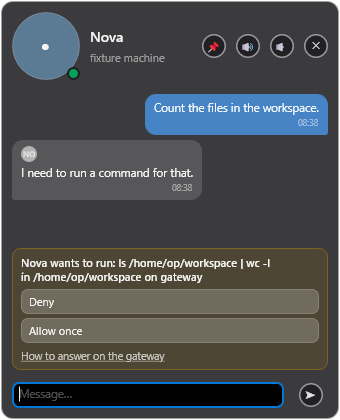 Nova
fixture machine
Count the files in the workspace.
08:38
NO
I need to run a command for that.
08:38
Nova wants to run: ls /home/op/workspace | wc -l
in /home/op/workspace on gateway
Deny
Allow once
How to answer on the gateway
Message...